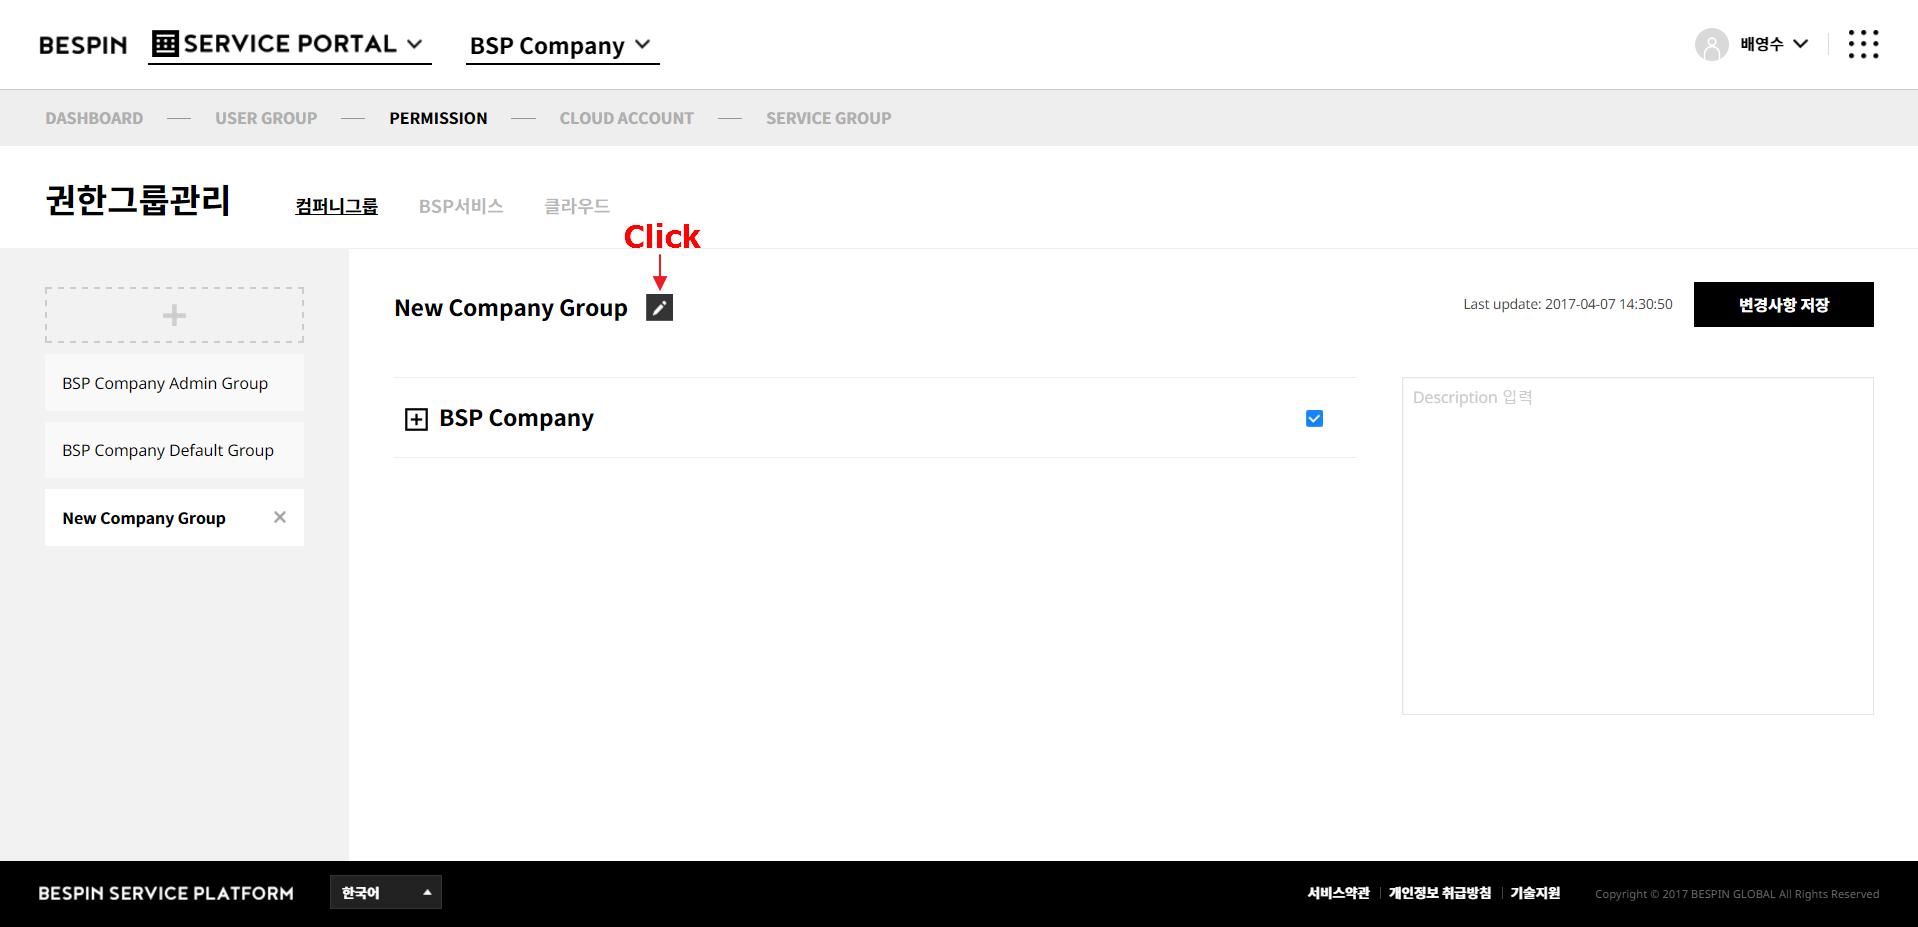 BESPIN SERVICE PORTAL BSP Company 배영수
DASHBOARD USER GROUP PERMISSION CLOUD ACCOUNT SERVICE GROUP
권한그룹관리 컴퍼니그룹 BSP서비스 클라우드
Click
New Company Group Last update: 2017-04-07 14:30:50 변경사항 저장
BSP Company Admin Group
BSP Company Default Group
New Company Group
BSP Company
Description 입력
BESPIN SERVICE PLATFORM 한국어 서비스약관 개인정보 취급방침 기술지원 Copyright © 2017 BESPIN GLOBAL All Rights Reserved